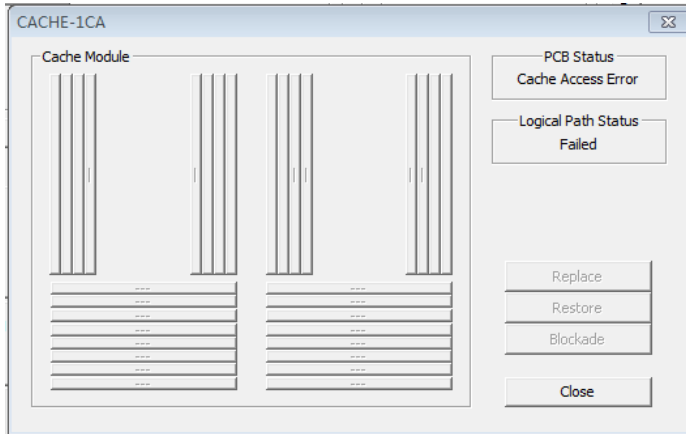 CACHE-1CA
Cache Module
PCB Status
Cache Access Error
Logical Path Status
Failed
--- ---
--- ---
--- ---
--- ---
--- ---
--- ---
--- ---
--- ---
Replace
Restore
Blockade
Close